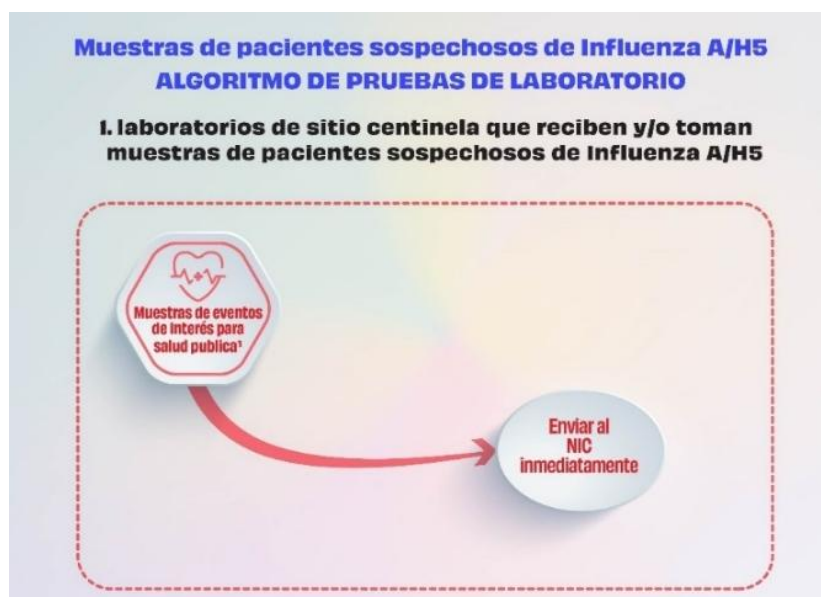 Muestras de pacientes sospechosos de Influenza A/H5
ALGORITMO DE PRUEBAS DE LABORATORIO
1. laboratorios de sitio centinela que reciben y/o toman
muestras de pacientes sospechosos de Influenza A/H5
Muestras de eventos
de Interés para
salud publica¹
Enviar al
NIC
inmediatamente